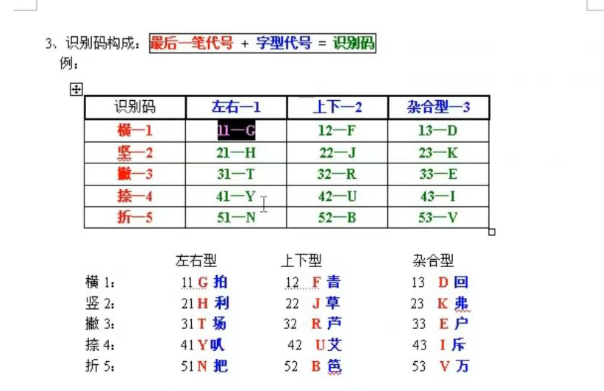 3、识别码构成：最后一笔代号 + 字型代号 = 识别码
例：
识别码 左右—1 上下—2 杂合型—3
横—1 11—G 12—F 13—D
竖—2 21—H 22—J 23—K
撇—3 31—T 32—R 33—E
捺—4 41—Y 42—U 43—I
折—5 51—N 52—B 53—V
左右型 上下型 杂合型
横 1： 11 G 拍 12 F 青 13 D 回
竖 2： 21 H 利 22 J 草 23 K 弗
撇 3： 31 T 场 32 R 芦 33 E 户
捺 4： 41 Y 叭 42 U 艾 43 I 斥
折 5： 51 N 把 52 B 笆 53 V 万